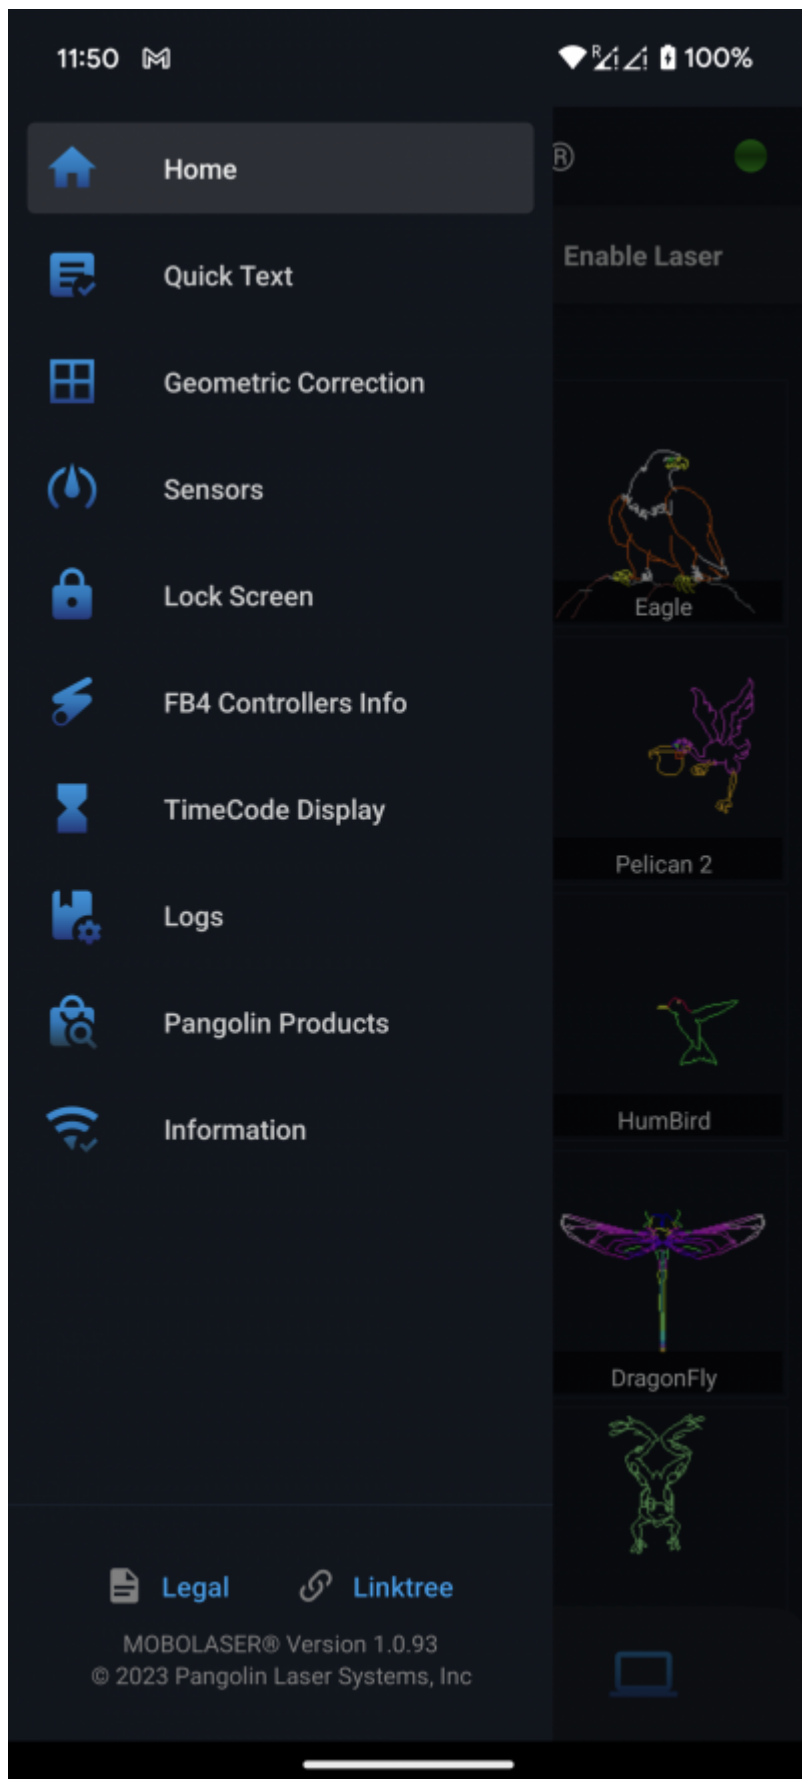 11:50
R
100%
Home
Quick Text
Geometric Correction
Sensors
Lock Screen
FB4 Controllers Info
TimeCode Display
Logs
Pangolin Products
Information
Legal
Linktree
MOBOLASER® Version 1.0.93
© 2023 Pangolin Laser Systems, Inc
®
Enable Laser
Eagle
Pelican 2
HumBird
DragonFly